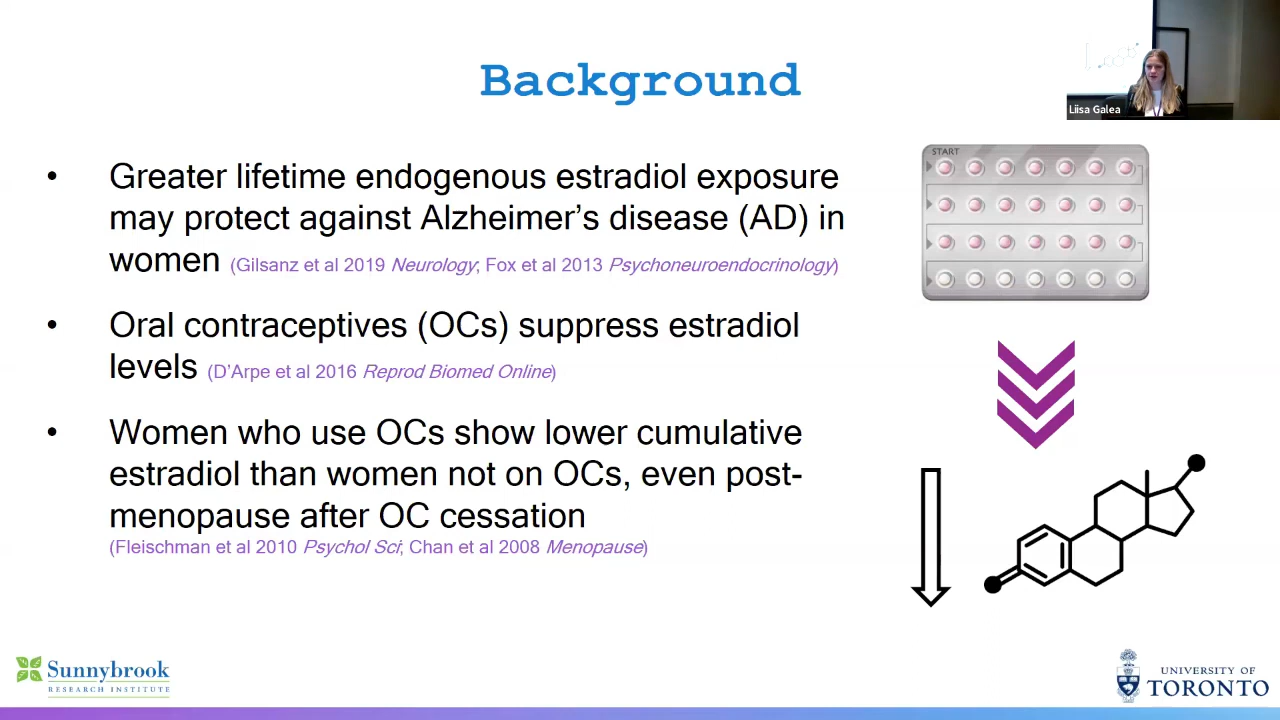 Background
Liisa Galea
• Greater lifetime endogenous estradiol exposure
may protect against Alzheimer’s disease (AD) in
women (Gilsanz et al 2019 Neurology; Fox et al 2013 Psychoneuroendocrinology)
• Oral contraceptives (OCs) suppress estradiol
levels (D’Arpe et al 2016 Reprod Biomed Online)
• Women who use OCs show lower cumulative
estradiol than women not on OCs, even post-
menopause after OC cessation
(Fleischman et al 2010 Psychol Sci; Chan et al 2008 Menopause)
START
Sunnybrook
RESEARCH INSTITUTE
UNIVERSITY OF
TORONTO